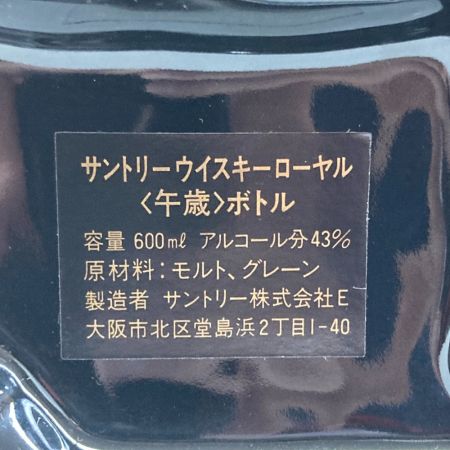 サントリーウイスキーローヤル
〈午歳〉ボトル
容量 600ml アルコール分43%
原材料:モルト、グレーン
製造者 サントリー株式会社E
大阪市北区堂島浜2丁目1-40